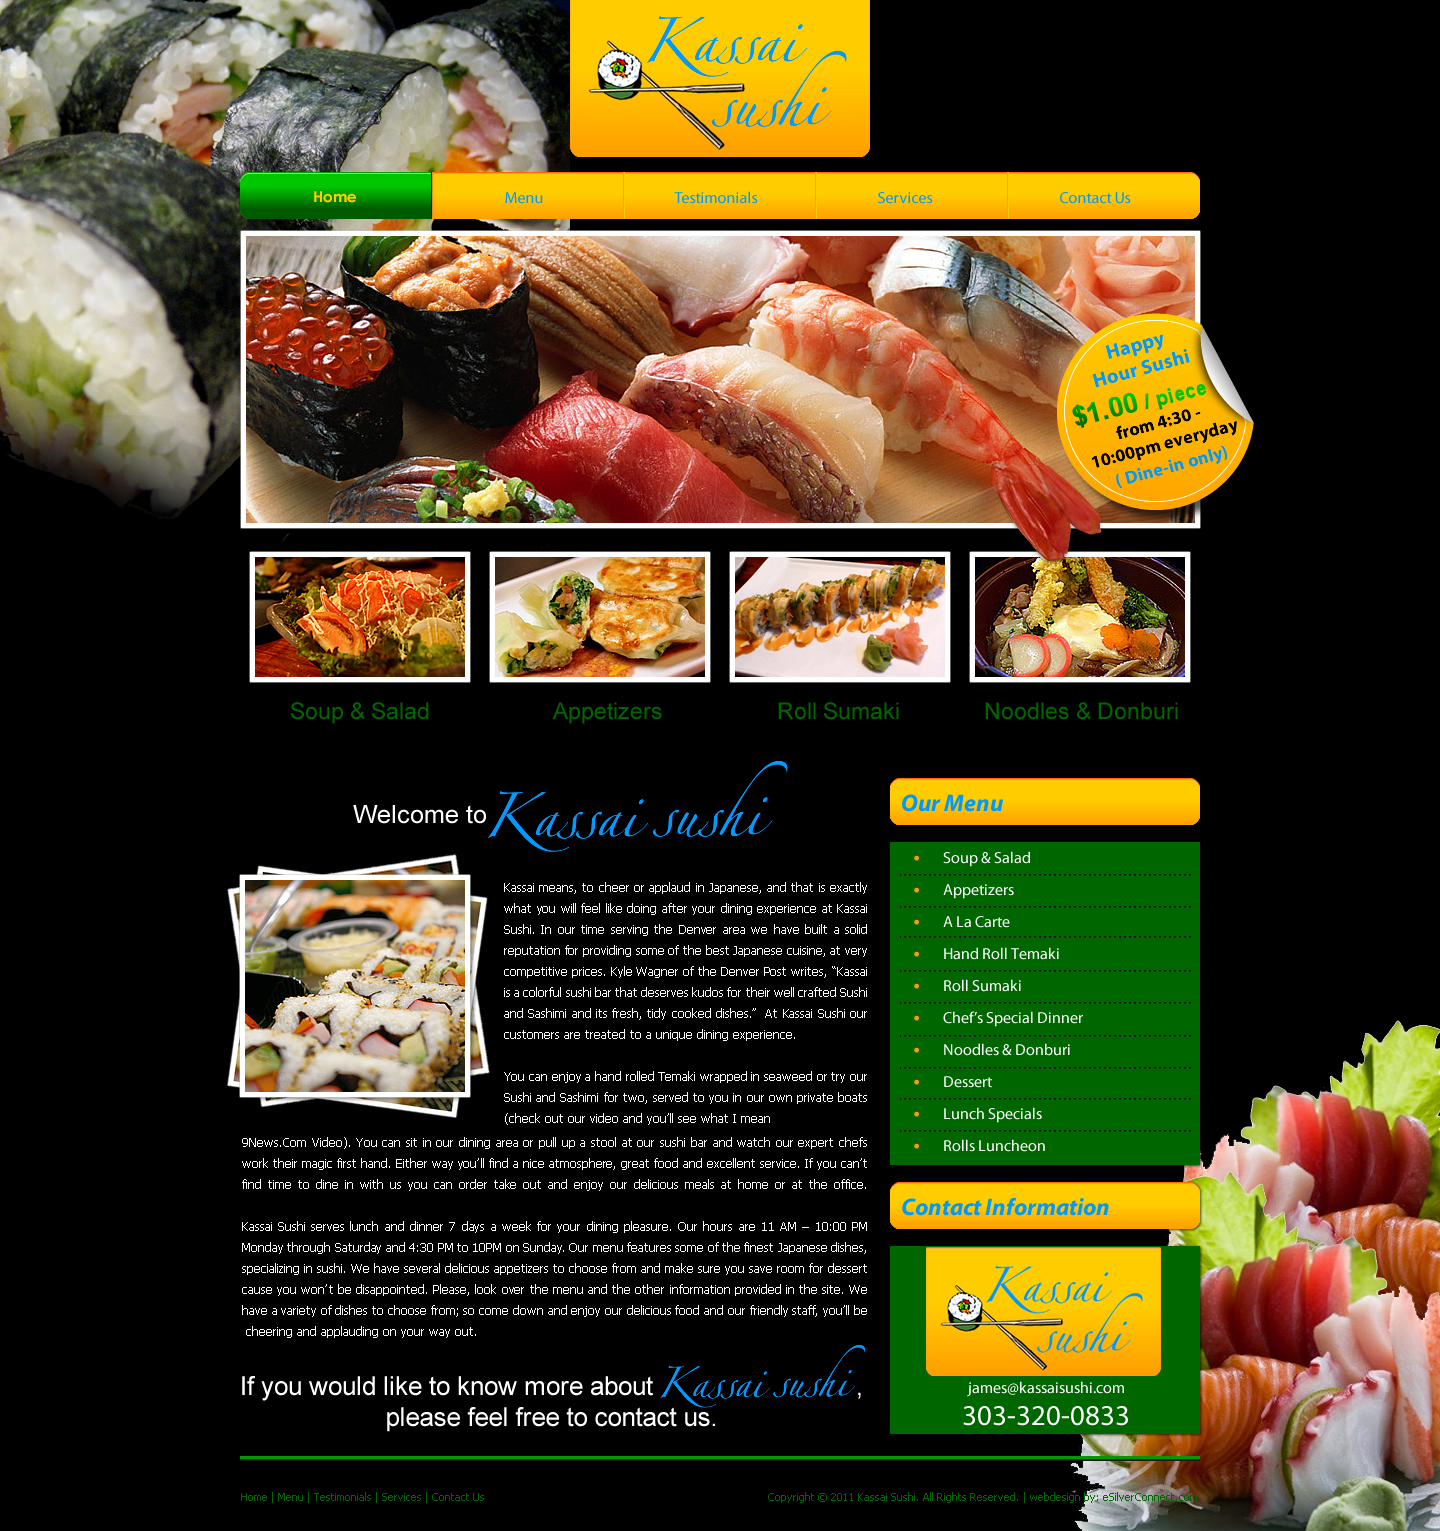 Kassai
sushi
Home
Menu
Testimonials
Services
Contact Us
Happy
Hour Sushi
$1.00 / piece
from 4:30 -
10:00pm everyday
( Dine-in only)
Soup & Salad
Appetizers
Roll Sumaki
Noodles & Donburi
Welcome to Kassai sushi
Kassai means, to cheer or applaud in Japanese, and that is exactly
what you will feel like doing after your dining experience at Kassai
Sushi. In our time serving the Denver area we have built a solid
reputation for providing some of the best Japanese cuisine, at very
competitive prices. Kyle Wagner of the Denver Post writes, “Kassai
is a colorful sushi bar that deserves kudos for their well crafted Sushi
and Sashimi and its fresh, tidy cooked dishes.” At Kassai Sushi our
customers are treated to a unique dining experience.
You can enjoy a hand rolled Temaki wrapped in seaweed or try our
Sushi and Sashimi for two, served to you in our own private boats
(check out our video and you’ll see what I mean
9News.Com Video). You can sit in our dining area or pull up a stool at our sushi bar and watch our expert chefs
work their magic first hand. Either way you’ll find a nice atmosphere, great food and excellent service. If you can’t
find time to dine in with us you can order take out and enjoy our delicious meals at home or at the office.
Kassai Sushi serves lunch and dinner 7 days a week for your dining pleasure. Our hours are 11 AM – 10:00 PM
Monday through Saturday and 4:30 PM to 10PM on Sunday. Our menu features some of the finest Japanese dishes,
specializing in sushi. We have several delicious appetizers to choose from and make sure you save room for dessert
cause you won’t be disappointed. Please, look over the menu and the other information provided in the site. We
have a variety of dishes to choose from; so come down and enjoy our delicious food and our friendly staff, you’ll be
cheering and applauding on your way out.
If you would like to know more about Kassai sushi,
please feel free to contact us.
Our Menu
Soup & Salad
Appetizers
A La Carte
Hand Roll Temaki
Roll Sumaki
Chef’s Special Dinner
Noodles & Donburi
Dessert
Lunch Specials
Rolls Luncheon
Contact Information
Kassai
sushi
james@kassaisushi.com
303-320-0833
Home | Menu | Testimonials | Services | Contact Us
Copyright © 2011 Kassai Sushi. All Rights Reserved. | webdesign by: eSilverConnect.com